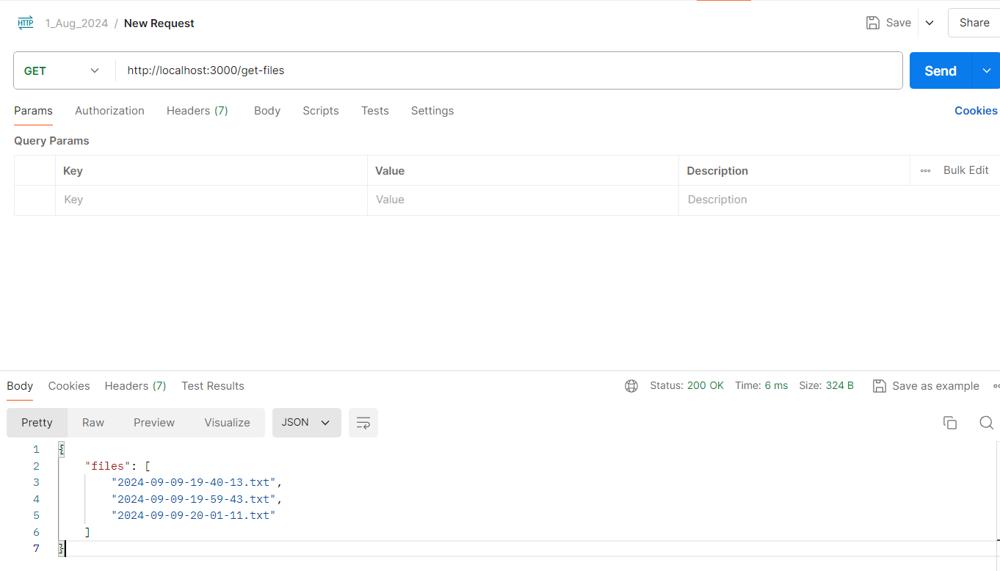 HTTP 1_Aug_2024 / New Request Save Share
GET http://localhost:3000/get-files Send
Params Authorization Headers (7) Body Scripts Tests Settings Cookies
Query Params
Key Value Description Bulk Edit
Key Value Description
Body Cookies Headers (7) Test Results Status: 200 OK Time: 6 ms Size: 324 B Save as example
Pretty Raw Preview Visualize JSON
1 {
2 "files": [
3 "2024-09-09-19-40-13.txt",
4 "2024-09-09-19-59-43.txt",
5 "2024-09-09-20-01-11.txt"
6 ]
7 }